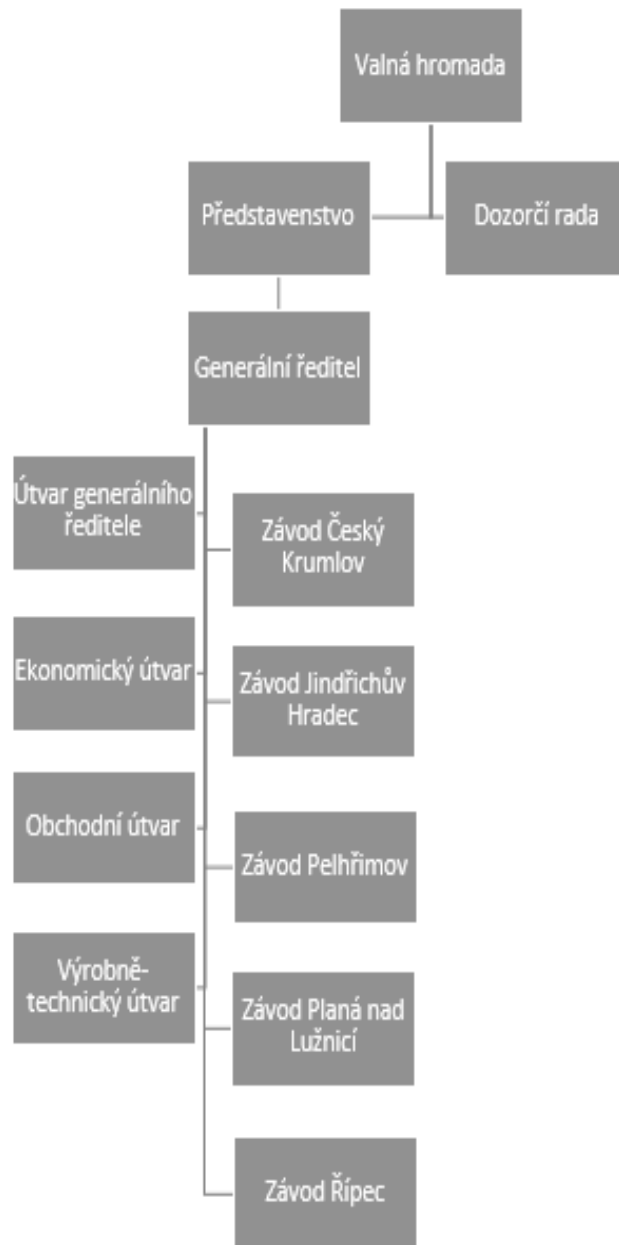 Valná hromada
Představenstvo
Dozorčí rada
Generální ředitel
Útvar generálního
ředitele
Závod Český
Krumlov
Ekonomický útvar
Závod Jindřichův
Hradec
Obchodní útvar
Závod Pelhřimov
Výrobně-
technický útvar
Závod Planá nad
Lužnicí
Závod Řípec